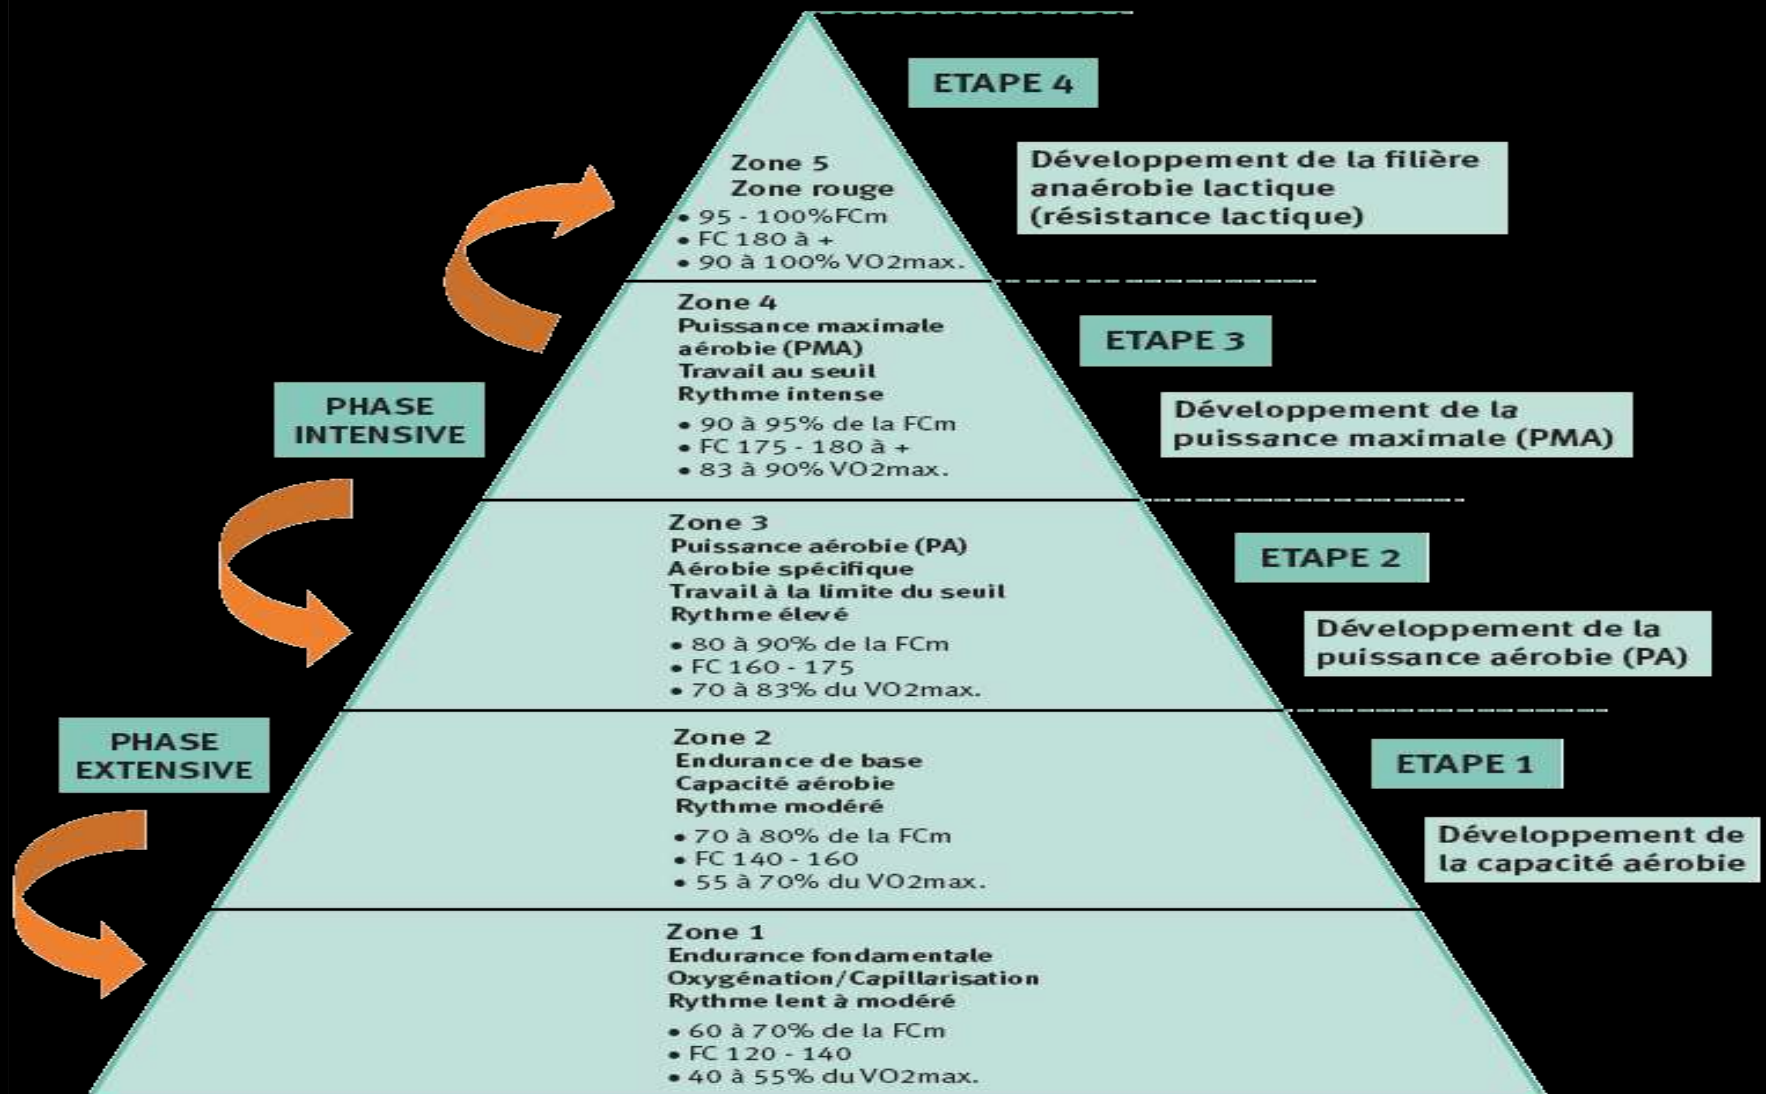 ETAPE 4
Développement de la filière
anaérobie lactique
(résistance lactique)
Zone 5
Zone rouge
• 95 - 100%FCm
• FC 180 à +
• 90 à 100% VO2max.
ETAPE 3
Développement de la
puissance maximale (PMA)
Zone 4
Puissance maximale
aérobie (PMA)
Travail au seuil
Rythme intense
• 90 à 95% de la FCm
• FC 175 - 180 à +
• 83 à 90% VO2max.
PHASE
INTENSIVE
ETAPE 2
Développement de la
puissance aérobie (PA)
Zone 3
Puissance aérobie (PA)
Aérobie spécifique
Travail à la limite du seuil
Rythme élevé
• 80 à 90% de la FCm
• FC 160 - 175
• 70 à 83% du VO2max.
PHASE
EXTENSIVE
ETAPE 1
Développement de
la capacité aérobie
Zone 2
Endurance de base
Capacité aérobie
Rythme modéré
• 70 à 80% de la FCm
• FC 140 - 160
• 55 à 70% du VO2max.
Zone 1
Endurance fondamentale
Oxygénation/Capillarisation
Rythme lent à modéré
• 60 à 70% de la FCm
• FC 120 - 140
• 40 à 55% du VO2max.